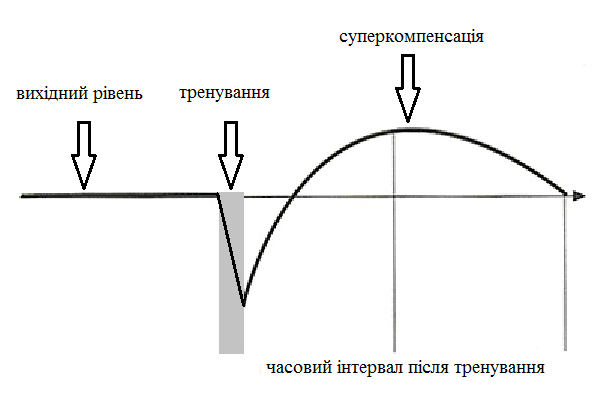 суперкомпенсація
вихідний рівень
тренування
часовий інтервал після тренування